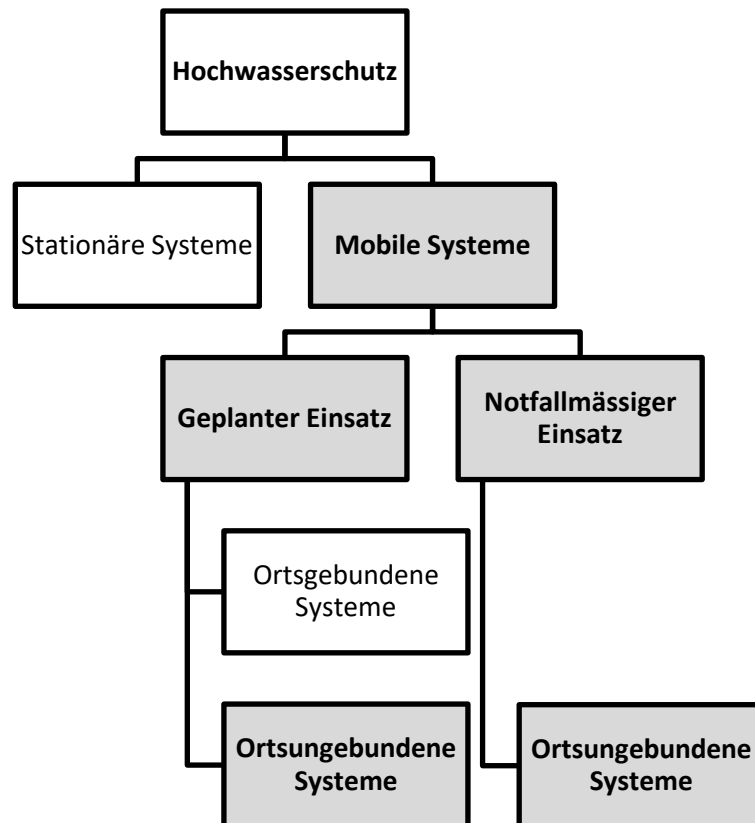 Hochwasserschutz
Stationäre Systeme
Mobile Systeme
Geplanter Einsatz
Notfallmässiger
Einsatz
Ortsgebundene
Systeme
Ortsungebundene
Systeme
Ortsungebundene
Systeme